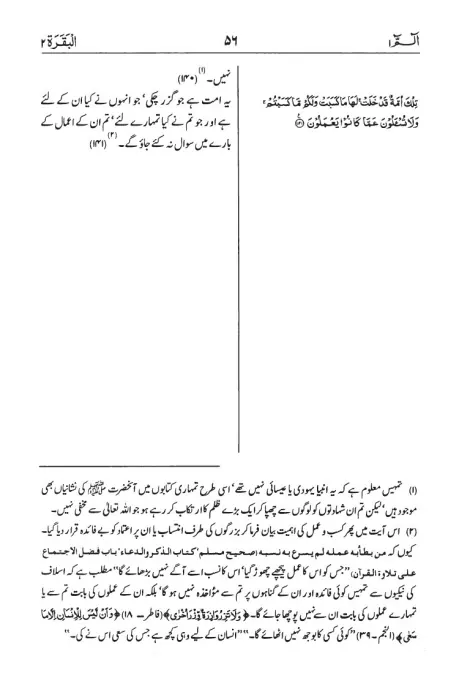 الٓمّٓ ۱
۵۶
البَقَرَة ۲
تِلْكَ اُمَّةٌ قَدْ خَلَتْ لَهَا مَا كَسَبَتْ وَلَكُمْ مَّا كَسَبْتُمْ
وَلَا تُسْـَٔلُوْنَ عَمَّا كَانُوْا يَعْمَلُوْنَ
نہیں۔ (۱) (۱۴۰)
یہ امت ہے جو گزر چکی' جو انہوں نے کیا ان کے لئے
ہے اور جو تم نے کیا تمہارے لئے' تم ان کے اعمال کے
بارے میں سوال نہ کئے جاؤ گے۔ (۲) (۱۴۱)
(۱) تمہیں معلوم ہے کہ یہ انبیا یہودی یا عیسائی نہیں تھے' اسی طرح تمہاری کتابوں میں آنحضرت ﷺ کی نشانیاں بھی
موجود ہیں' لیکن تم ان شہادتوں کو لوگوں سے چھپا کر ایک بڑے ظلم کا ارتکاب کر رہے ہو جو اللہ تعالیٰ سے مخفی نہیں۔
(۲) اس آیت میں پھر کسب و عمل کی اہمیت بیان فرما کر بزرگوں کی طرف انتساب یا ان پر اعتماد کو بے فائدہ قرار دیا گیا۔
کیوں کہ من بطأبه عمله لم يسرع به نسبه (صحيح مسلم' كتاب الذكر والدعاء' باب فضل الاجتماع
على تلاوة القرآن) "جس کو اس کا عمل پیچھے چھوڑ گیا' اس کا نسب اسے آگے نہیں بڑھائے گا" مطلب ہے کہ اسلاف
کی نیکیوں سے تمہیں کوئی فائدہ اور ان کے گناہوں پر تم سے مؤاخذہ نہیں ہو گا' بلکہ ان کے عملوں کی بابت تم سے یا
تمہارے عملوں کی بابت ان سے نہیں پوچھا جائے گا۔ ﴿وَلَا تَزِرُ وَازِرَةٌ وِّزْرَ اُخْرٰى﴾ (فاطر۔ ۱۸) ﴿وَاَنْ لَّيْسَ لِلْاِنْسَانِ اِلَّا مَا
سَعٰى﴾ (النجم۔ ۳۹) "کوئی کسی کا بوجھ نہیں اٹھائے گا۔" "انسان کے لیے وہی کچھ ہے جس کی سعی اس نے کی۔"